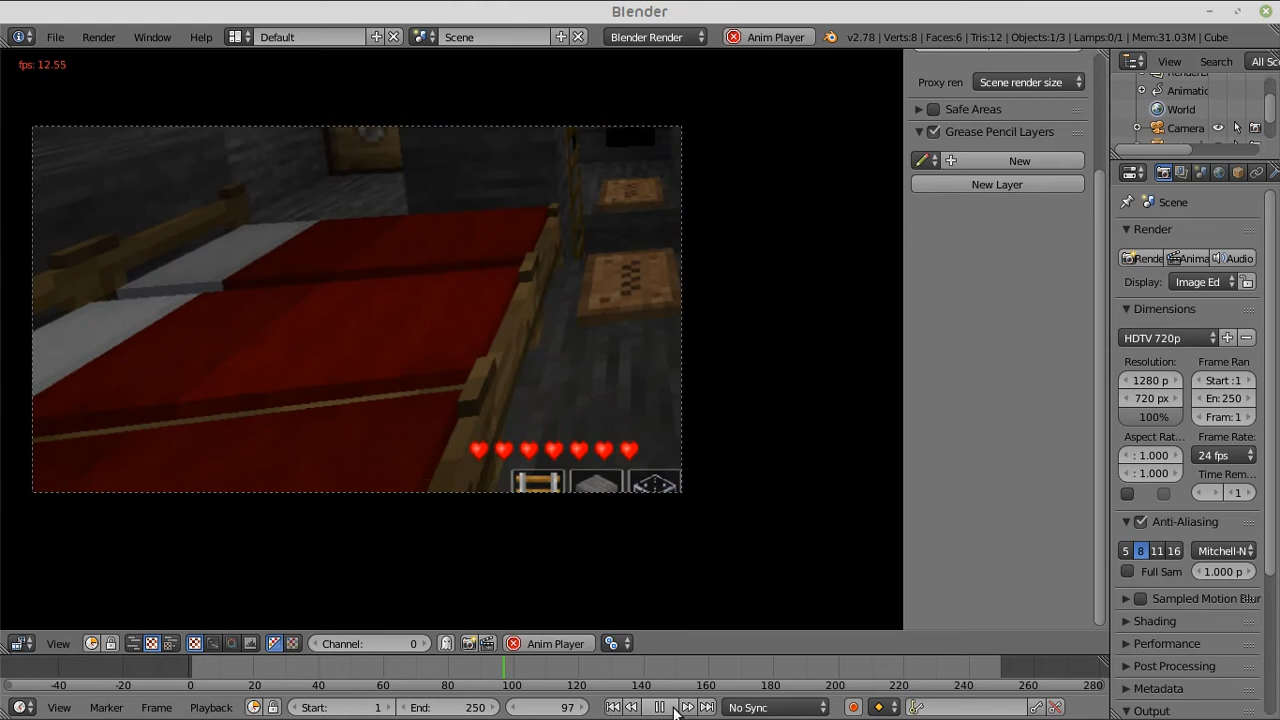 Blender
File Render Window Help Default Scene Blender Render Anim Player v2.78 | Verts:8 | Faces:6 | Tris:12 | Objects:1/3 | Lamps:0/1 | Mem:31.03M | Cube
fps: 12.55
Proxy ren Scene render size
Safe Areas
Grease Pencil Layers
New
New Layer
View Search All Sc
Animatic
World
Camera
Scene
Render
Rende Anima Audio
Display: Image Ed
Dimensions
HDTV 720p
Resolution: Frame Ran
1280 p Start :1
720 px En: 250
100% Fram: 1
Aspect Rat... Frame Rate:
: 1.000 24 fps
: 1.000 Time Rem...
1
Anti-Aliasing
5 8 11 16 Mitchell-N
Full Sam 1.000 p
Sampled Motion Blur
Shading
Performance
Post Processing
Metadata
Output
View Channel: 0 Anim Player
-40 -20 0 20 40 60 80 100 120 140 160 180 200 220 240 260 280
View Marker Frame Playback Start: 1 End: 250 97 No Sync